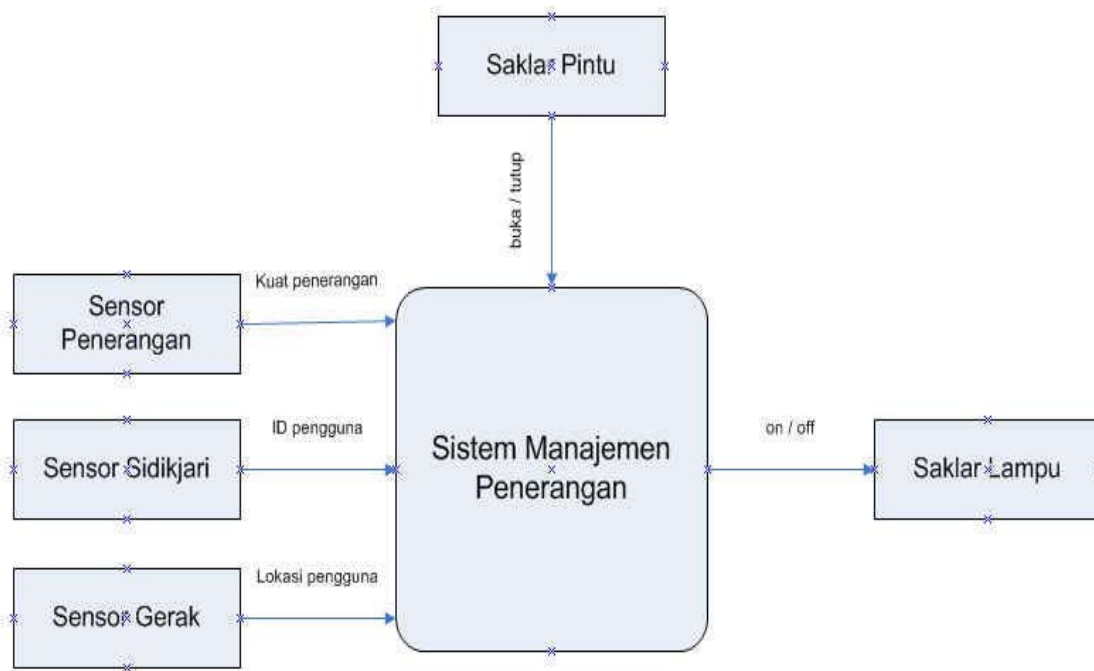 Saklar Pintu
buka / tutup
Kuat penerangan
Sensor
Penerangan
ID pengguna
Sensor Sidikjari
Lokasi pengguna
Sensor Gerak
Sistem Manajemen
Penerangan
on / off
Saklar Lampu